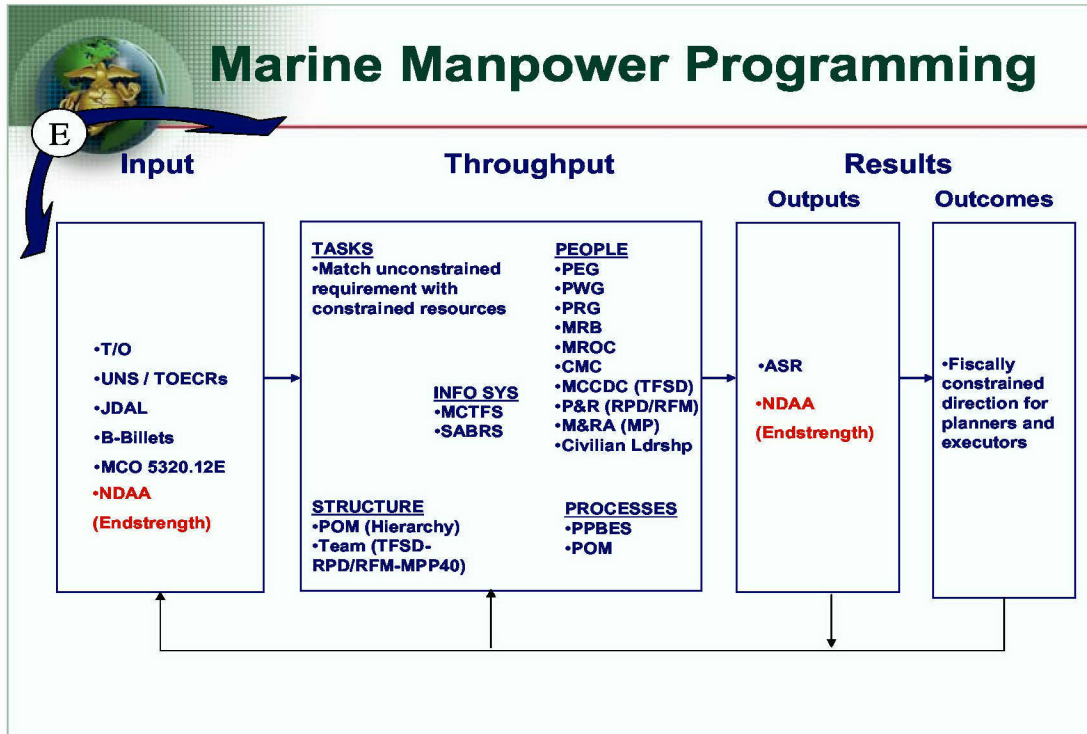 Marine Manpower Programming
E
Input
Throughput
Results
Outputs
Outcomes
•T/O
•UNS / TOECRs
•JDAL
•B-Billets
•MCO 5320.12E
•NDAA
(Endstrength)
TASKS
•Match unconstrained
requirement with
constrained resources
INFO SYS
•MCTFS
•SABRS
STRUCTURE
•POM (Hierarchy)
•Team (TFSD-
RPD/RFM-MPP40)
PEOPLE
•PEG
•PWG
•PRG
•MRB
•MROC
•CMC
•MCCDC (TFSD)
•P&R (RPD/RFM)
•M&RA (MP)
•Civilian Ldrshp
PROCESSES
•PPBES
•POM
•ASR
•NDAA
(Endstrength)
•Fiscally
constrained
direction for
planners and
executors